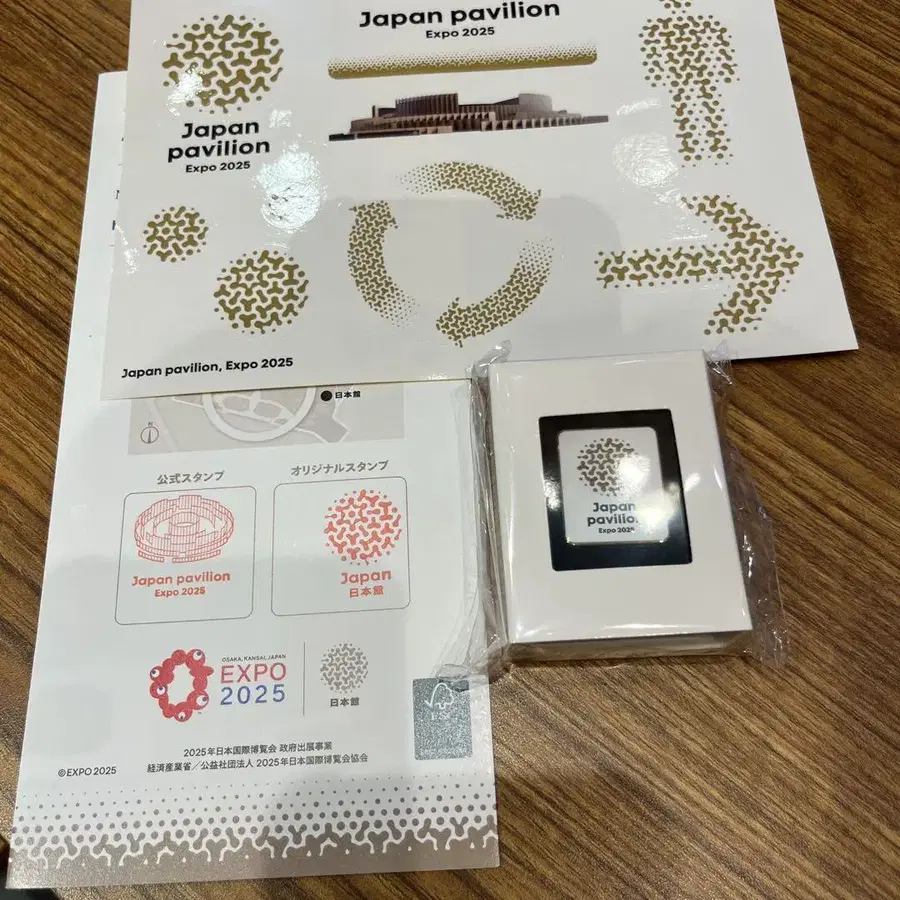 Japan pavilion
Expo 2025
Japan
pavilion
Expo 2025
Japan pavilion, Expo 2025
日本館
N
公式スタンプ
オリジナルスタンプ
Japan pavilion
Expo 2025
Japan
日本館
Japan
pavilion
Expo 2025
OSAKA, KANSAI, JAPAN
EXPO
2025
日本館
FSC
2025年日本国際博覧会 政府出展事業
経済産業省／公益社団法人 2025年日本国際博覧会協会
©EXPO 2025